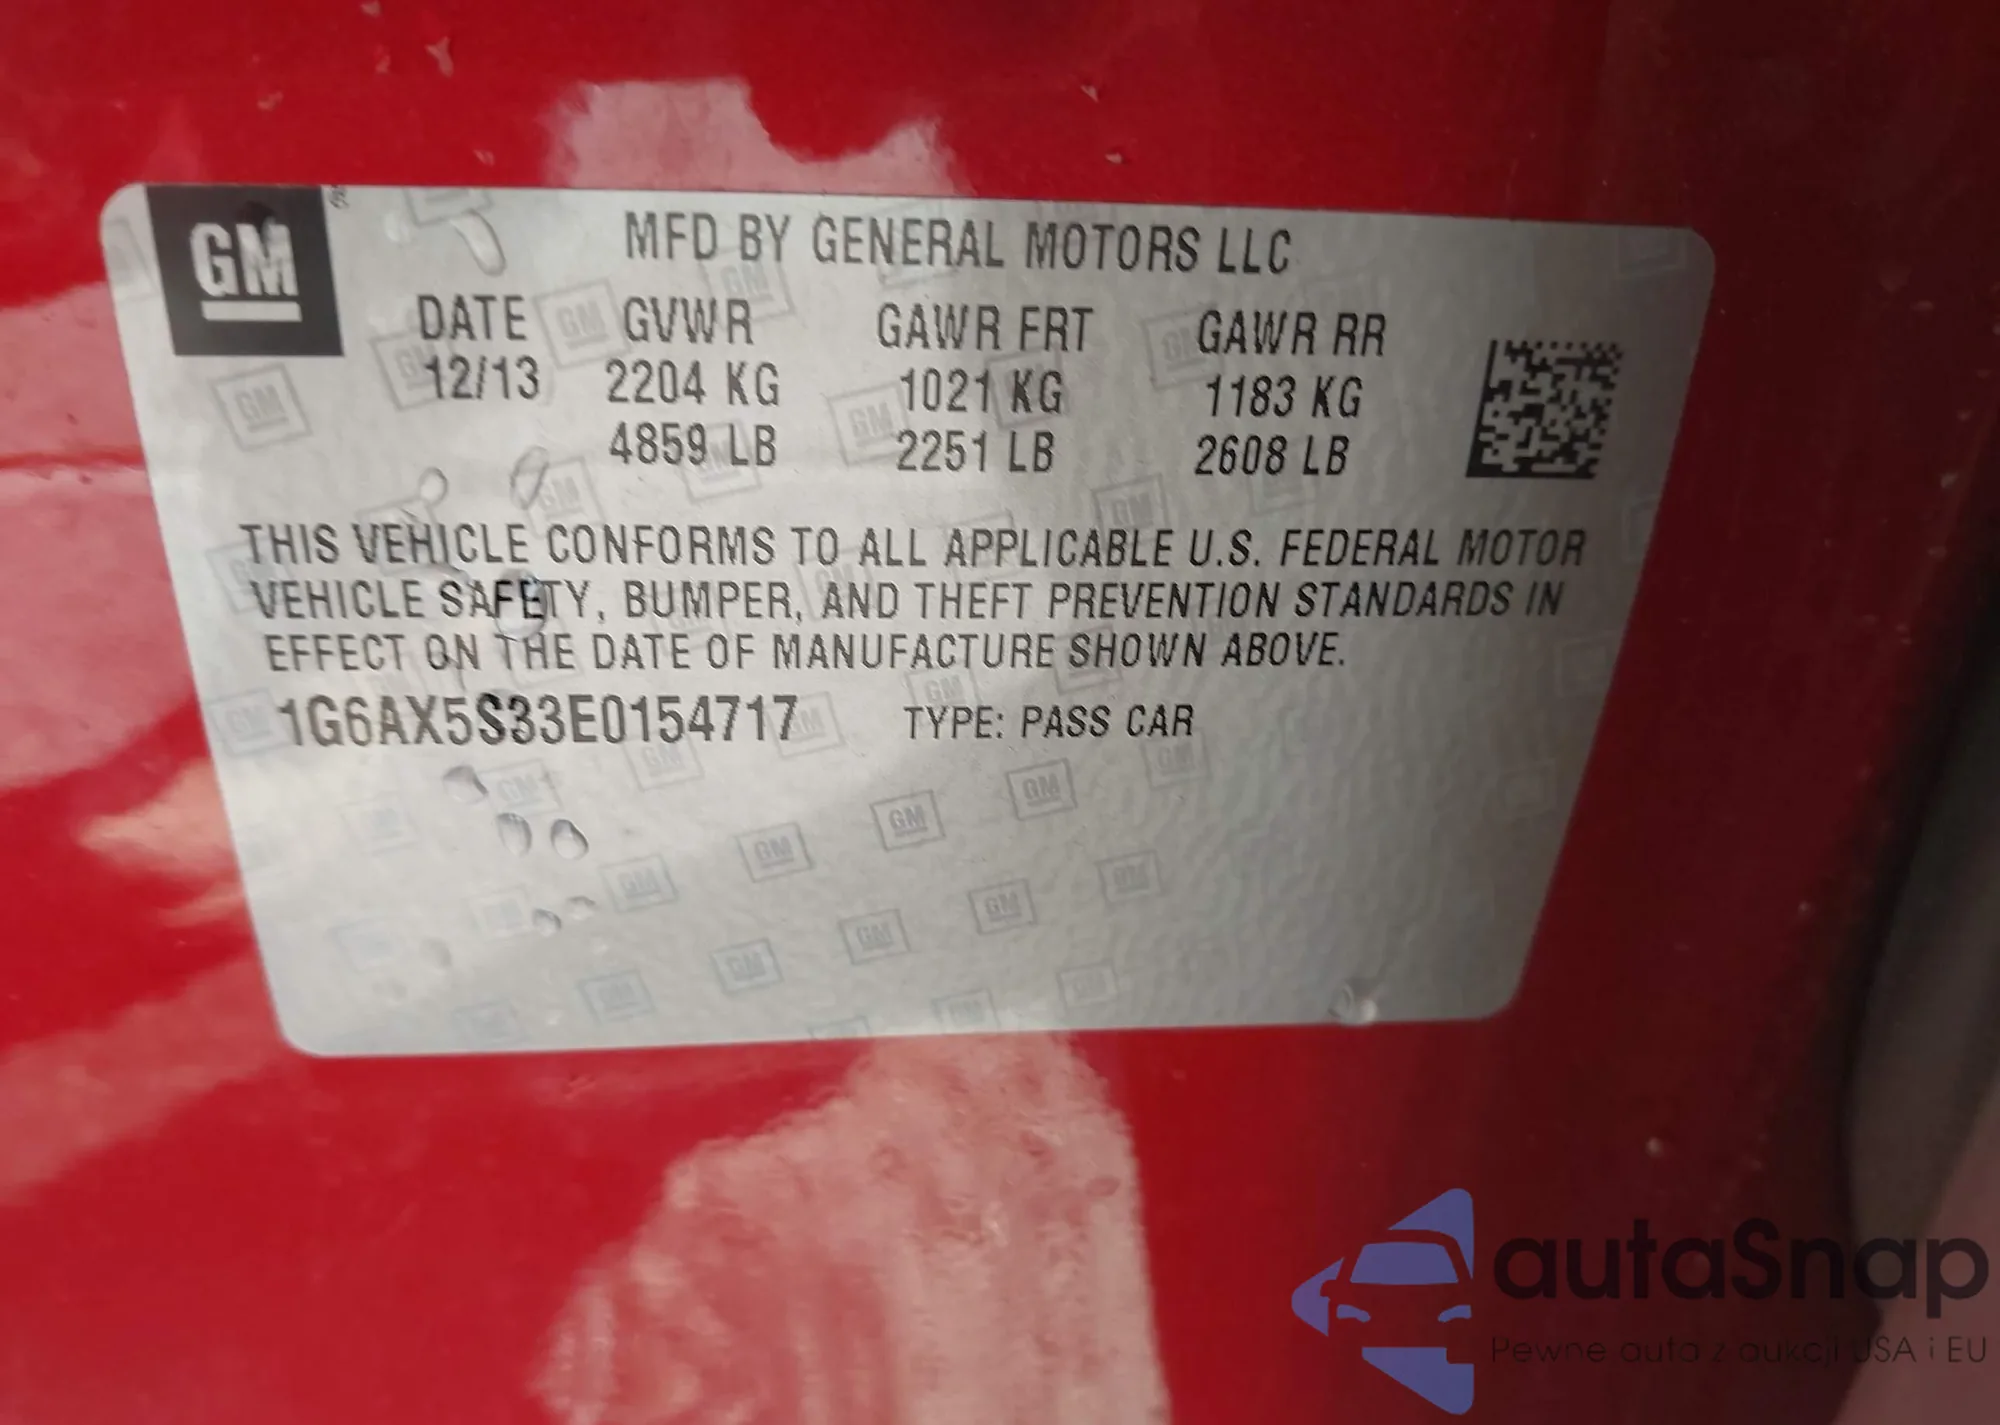 GM
MFD BY GENERAL MOTORS LLC
DATE GVWR GAWR FRT GAWR RR
12/13 2204 KG 1021 KG 1183 KG
4859 LB 2251 LB 2608 LB
THIS VEHICLE CONFORMS TO ALL APPLICABLE U.S. FEDERAL MOTOR
VEHICLE SAFETY, BUMPER, AND THEFT PREVENTION STANDARDS IN
EFFECT ON THE DATE OF MANUFACTURE SHOWN ABOVE.
1G6AX5S33E0154717 TYPE: PASS CAR
autaSnap
Pewne auta z aukcji USA i EU